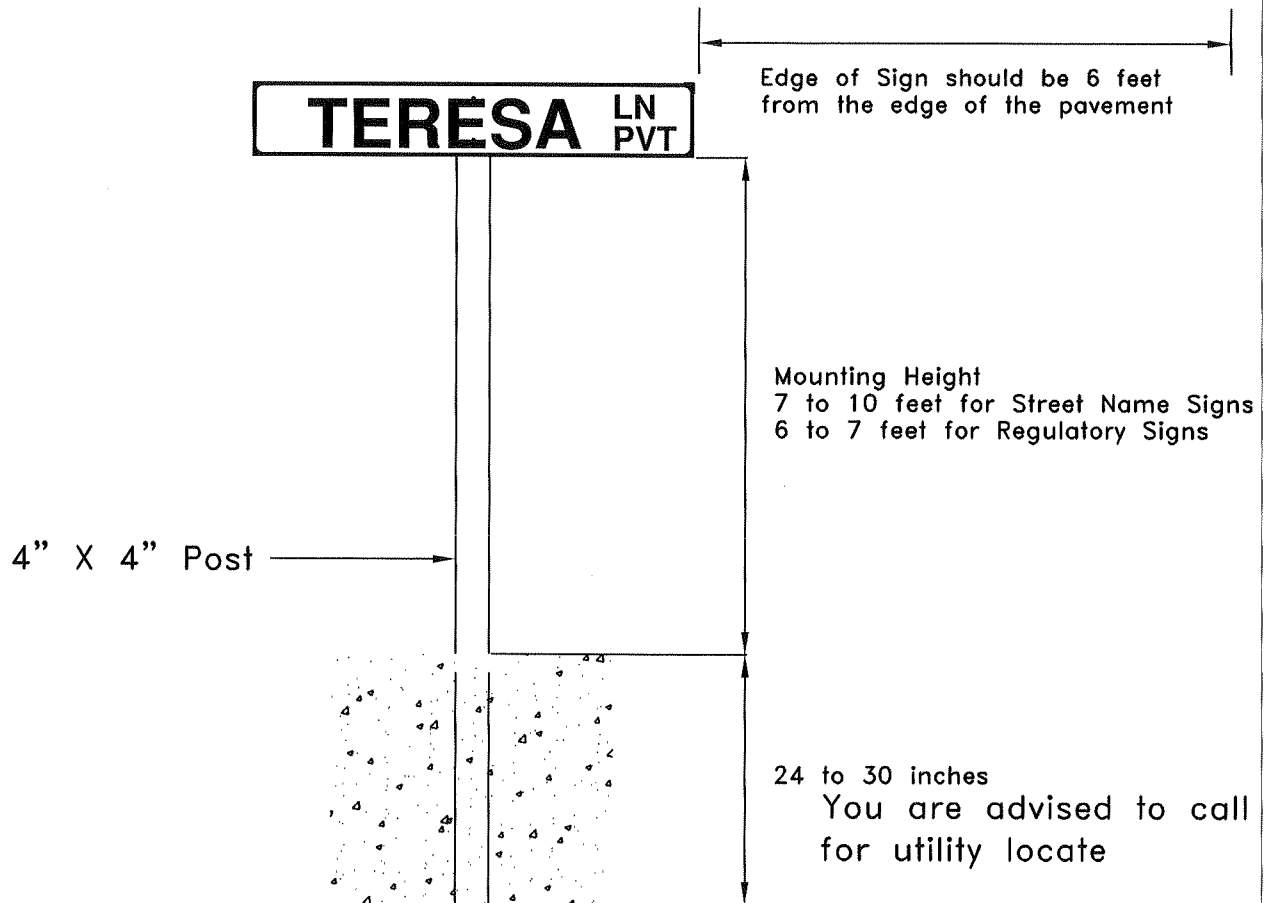 Edge of Sign should be 6 feet
from the edge of the pavement
TERESA LN
PVT
Mounting Height
7 to 10 feet for Street Name Signs
6 to 7 feet for Regulatory Signs
4" X 4" Post
24 to 30 inches
You are advised to call
for utility locate